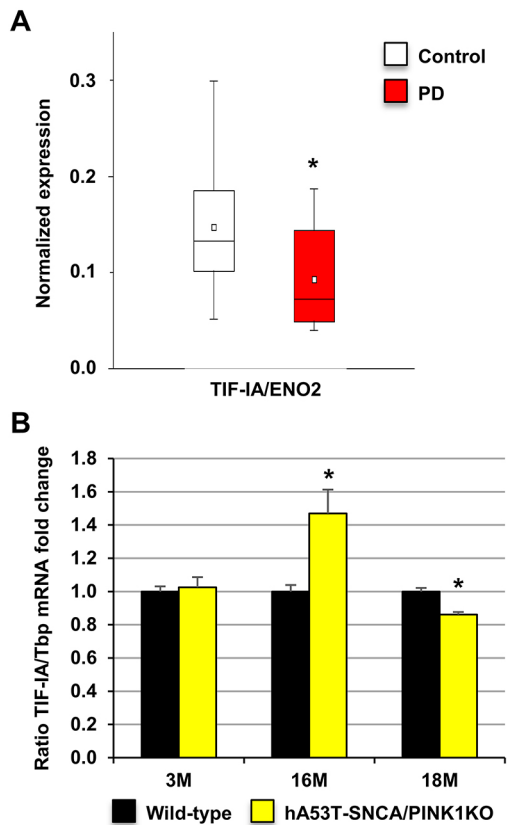 A
Control
PD
Normalized expression
0.3
0.2
0.1
0.0
*
TIF-IA/ENO2
B
Ratio TIF-IA/Tbp mRNA fold change
1.8
1.6
1.4
1.2
1.0
0.8
0.6
0.4
0.2
0.0
*
*
3M 16M 18M
Wild-type hA53T-SNCA/PINK1KO